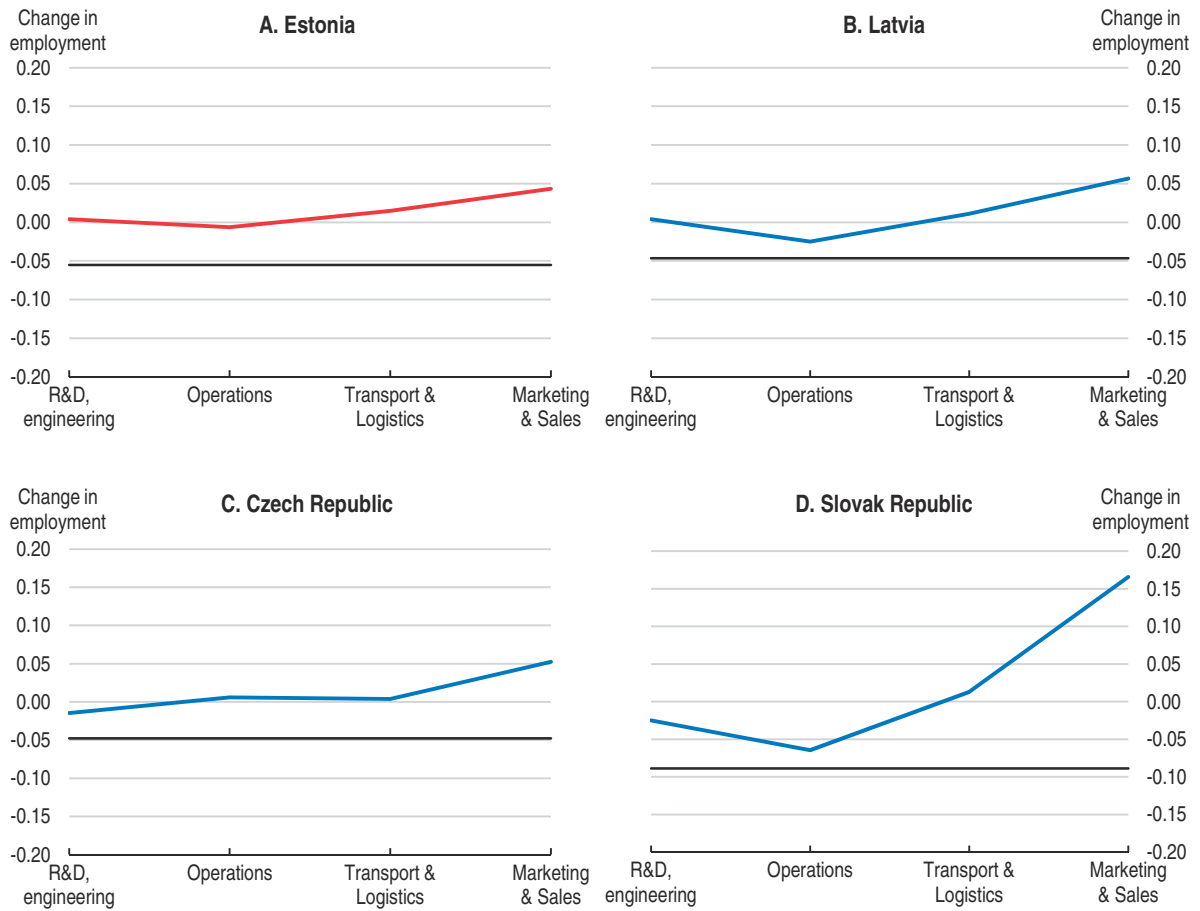 Change in
employment
A. Estonia
0.20
0.15
0.10
0.05
0.00
-0.05
-0.10
-0.15
-0.20
R&D,
engineering
Operations
Transport &
Logistics
Marketing
& Sales
B. Latvia
Change in
employment
0.20
0.15
0.10
0.05
0.00
-0.05
-0.10
-0.15
-0.20
R&D,
engineering
Operations
Transport &
Logistics
Marketing
& Sales
Change in
employment
C. Czech Republic
0.20
0.15
0.10
0.05
0.00
-0.05
-0.10
-0.15
-0.20
R&D,
engineering
Operations
Transport &
Logistics
Marketing
& Sales
D. Slovak Republic
Change in
employment
0.20
0.15
0.10
0.05
0.00
-0.05
-0.10
-0.15
-0.20
R&D,
engineering
Operations
Transport &
Logistics
Marketing
& Sales